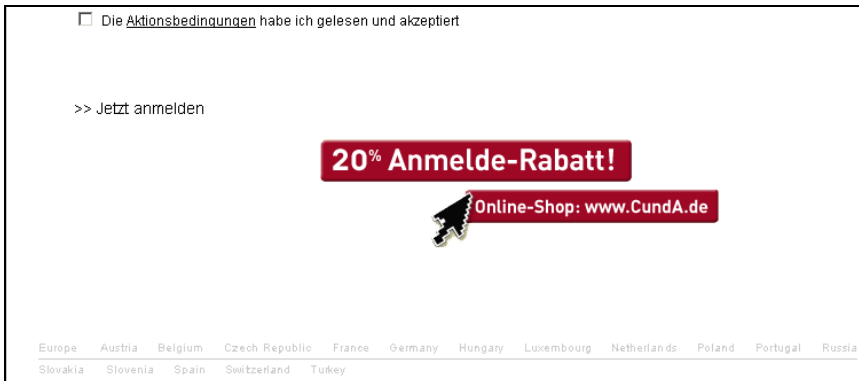 Die Aktionsbedingungen habe ich gelesen und akzeptiert
>> Jetzt anmelden
20% Anmelde-Rabatt!
Online-Shop: www.CundA.de
Europe Austria Belgium Czech Republic France Germany Hungary Luxembourg Netherlands Poland Portugal Russia
Slovakia Slovenia Spain Switzerland Turkey